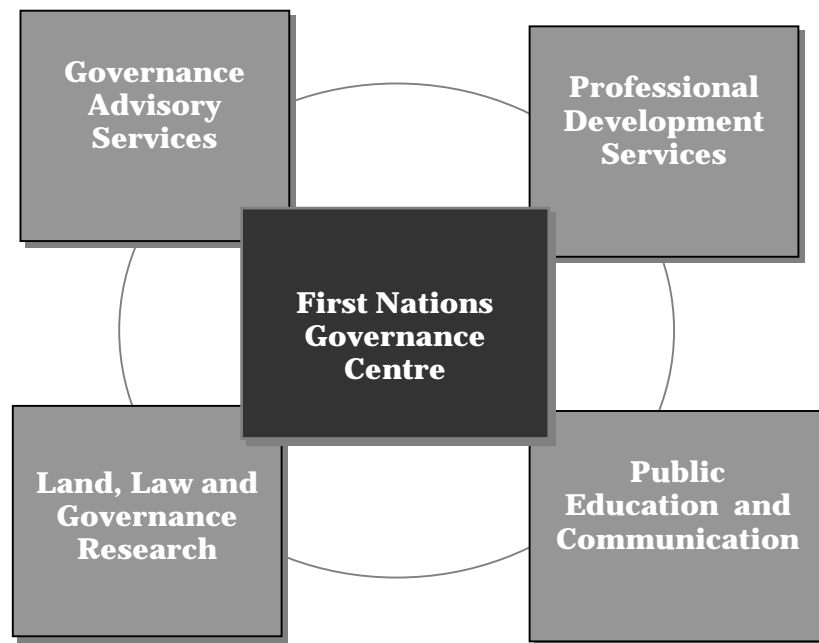 Governance
Advisory
Services
Professional
Development
Services
First Nations
Governance
Centre
Land, Law and
Governance
Research
Public
Education and
Communication